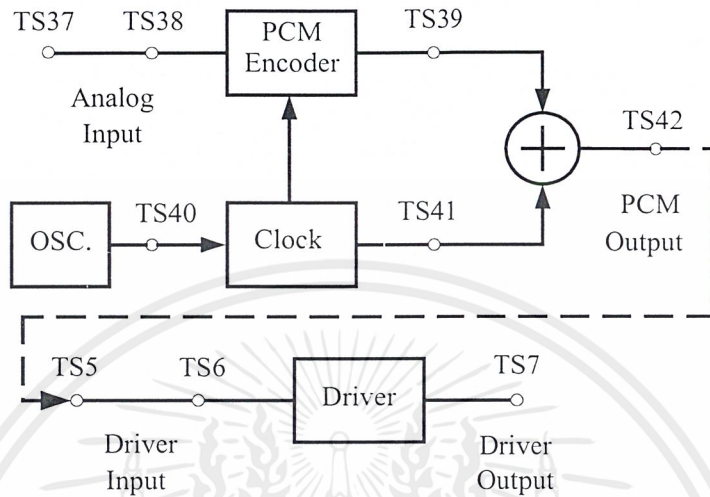 TS37
TS38
PCM
Encoder
TS39
Analog
Input
TS42
OSC.
TS40
Clock
TS41
PCM
Output
TS5
TS6
Driver
TS7
Driver
Input
Driver
Output